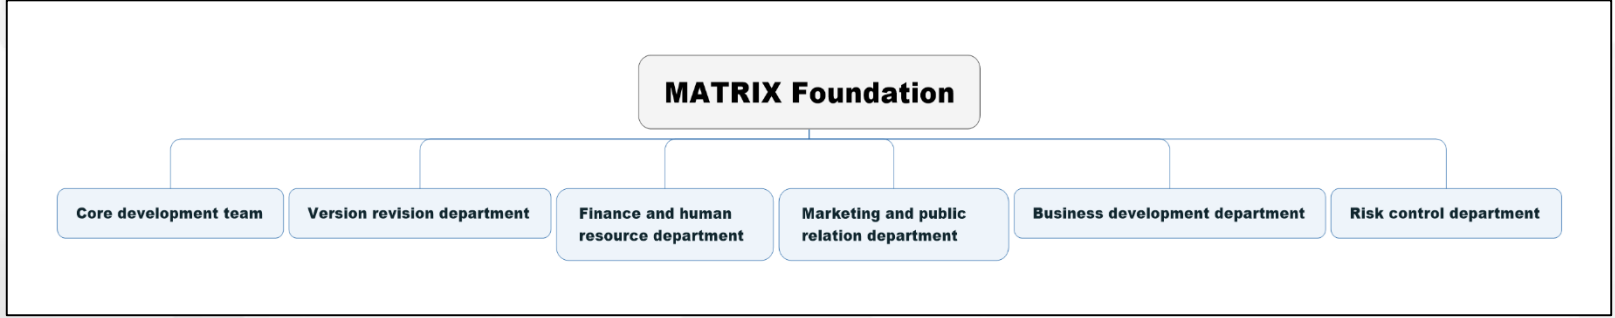 MATRIX Foundation
Core development team
Version revision department
Finance and human
resource department
Marketing and public
relation department
Business development department
Risk control department